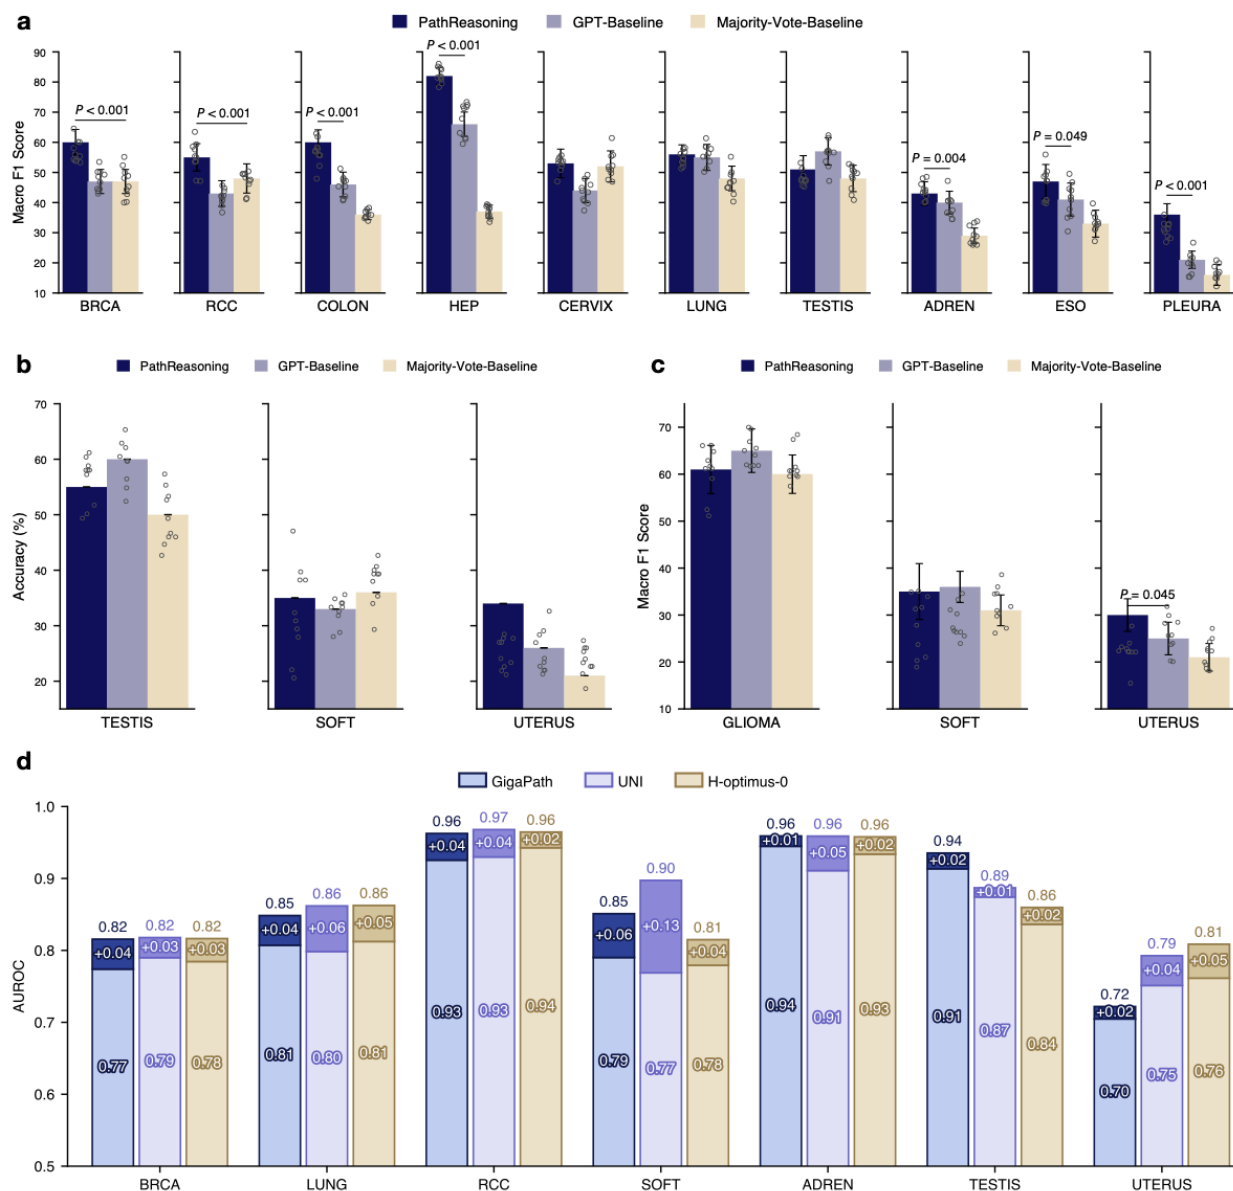 a
PathReasoning GPT-Baseline Majority-Vote-Baseline
Macro F1 Score
90
80
70
60
50
40
30
20
10
P < 0.001
P < 0.001
P < 0.001
P < 0.001
P = 0.004
P = 0.049
P < 0.001
BRCA RCC COLON HEP CERVIX LUNG TESTIS ADREN ESO PLEURA
b
PathReasoning GPT-Baseline Majority-Vote-Baseline
Accuracy (%)
70
60
50
40
30
20
TESTIS SOFT UTERUS
c
PathReasoning GPT-Baseline Majority-Vote-Baseline
Macro F1 Score
70
60
50
40
30
20
10
P = 0.045
GLIOMA SOFT UTERUS
d
GigaPath UNI H-optimus-0
AUROC
1.0
0.9
0.8
0.7
0.6
0.5
0.82 0.82 0.82
+0.04 +0.03 +0.03
0.77 0.79 0.78
0.85 0.86 0.86
+0.04 +0.06 +0.05
0.81 0.80 0.81
0.96 0.97 0.96
+0.04 +0.04 +0.02
0.93 0.93 0.94
0.85 0.90 0.81
+0.06 +0.13 +0.04
0.79 0.77 0.78
0.96 0.96 0.96
+0.01 +0.05 +0.02
0.94 0.91 0.93
0.94 0.89 0.86
+0.02 +0.01 +0.02
0.91 0.87 0.84
0.72 0.79 0.81
+0.02 +0.04 +0.05
0.70 0.75 0.76
BRCA LUNG RCC SOFT ADREN TESTIS UTERUS